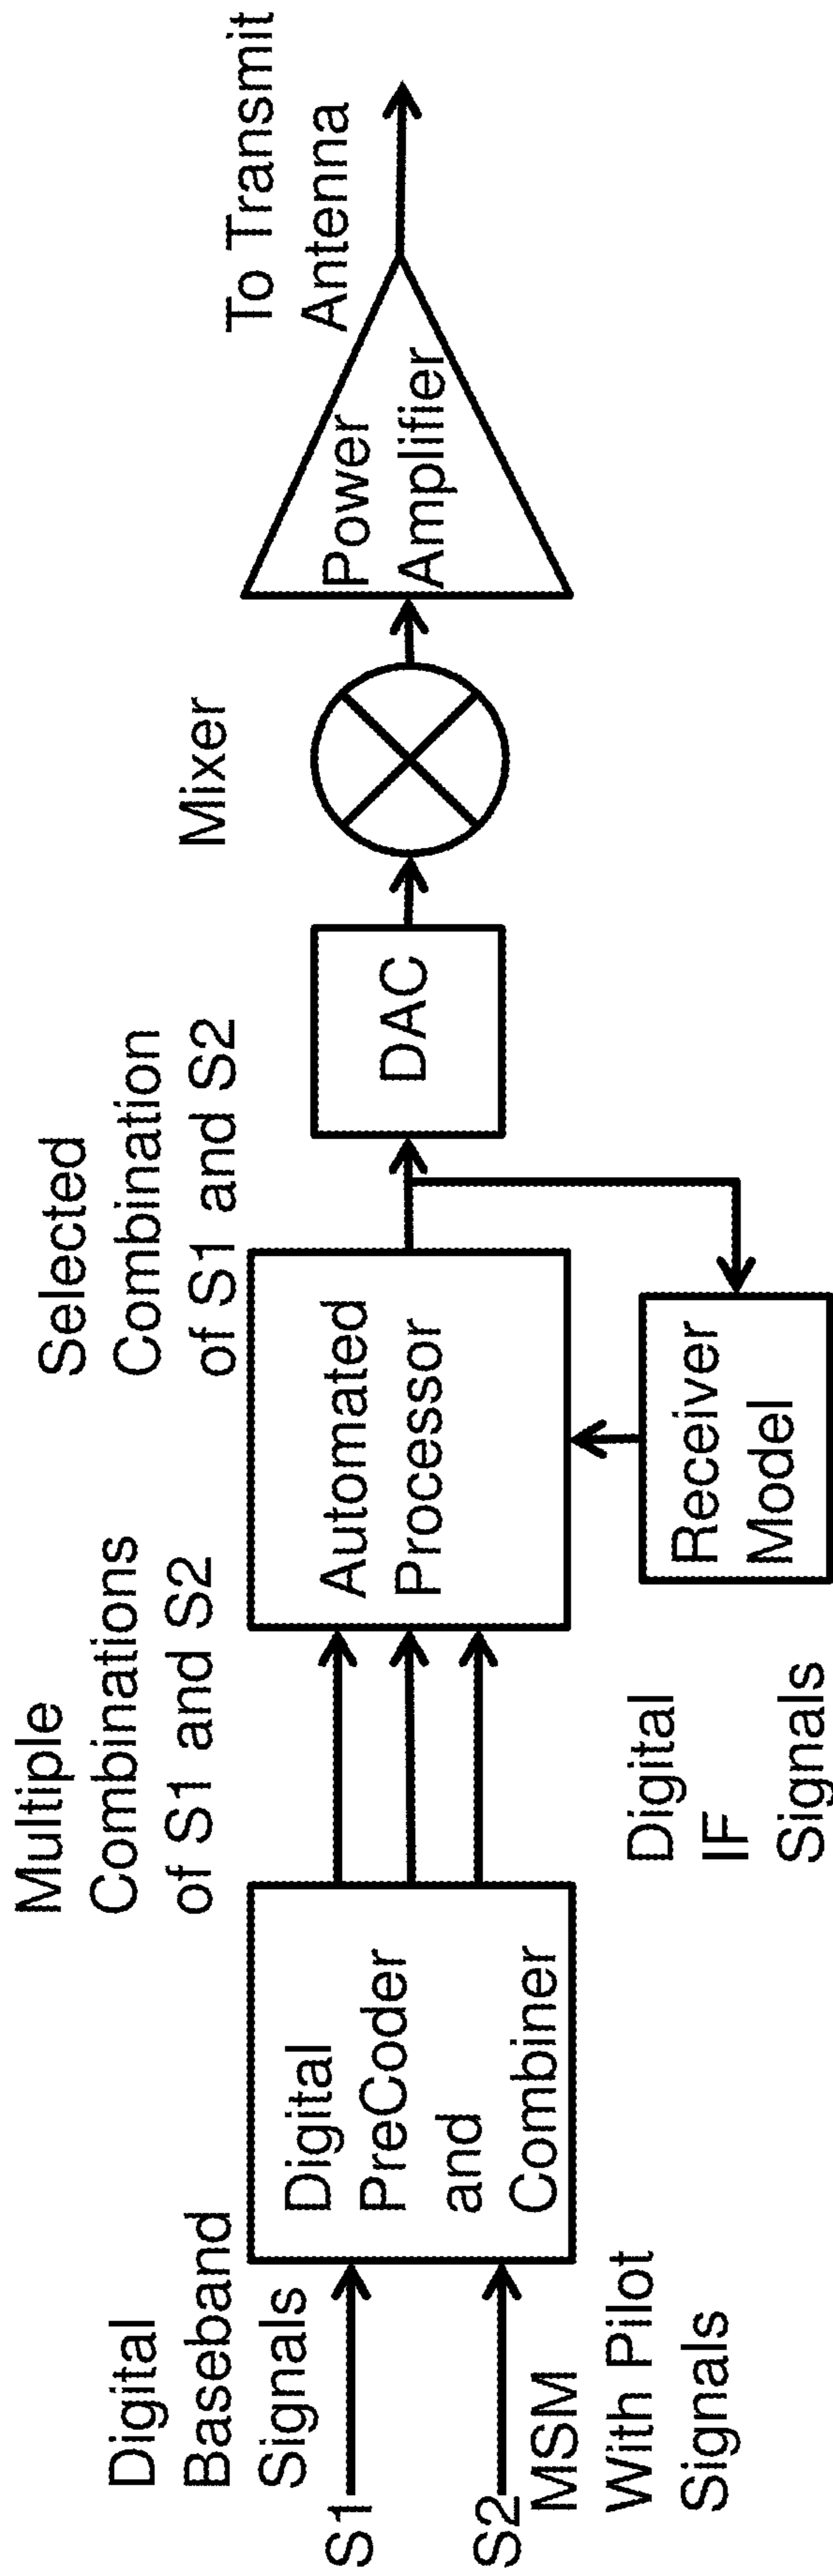 Digital
Baseband
Signals
S1
S2
MSM
With Pilot
Signals
Digital
PreCoder
and
Combiner
Multiple
Combinations
of S1 and S2
Digital
IF
Signals
Automated
Processor
Receiver
Model
Selected
Combination
of S1 and S2
DAC
Mixer
Power
Amplifier
To Transmit
Antenna